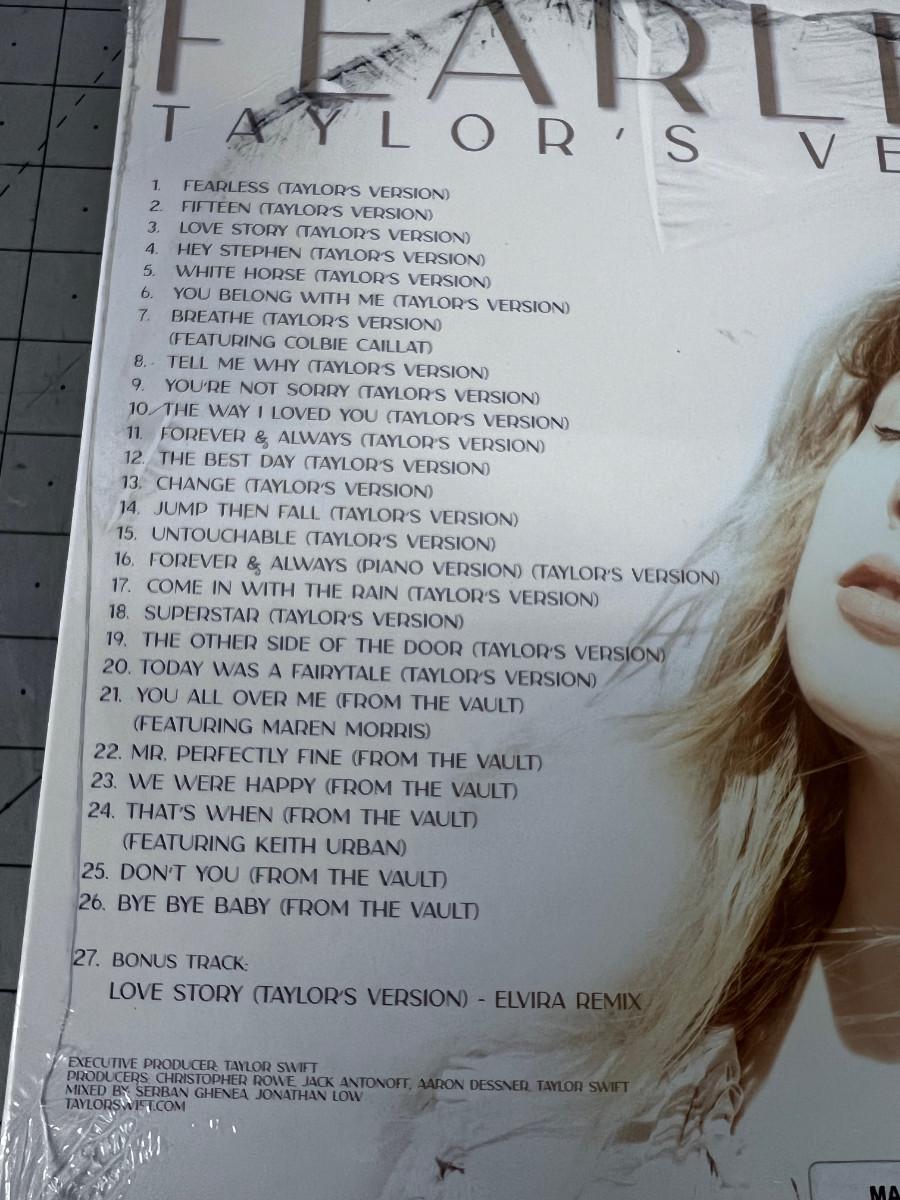 FEARLE
TAYLOR'S VE
1. FEARLESS (TAYLOR'S VERSION)
2. FIFTEEN (TAYLOR'S VERSION)
3. LOVE STORY (TAYLOR'S VERSION)
4. HEY STEPHEN (TAYLOR'S VERSION)
5. WHITE HORSE (TAYLOR'S VERSION)
6. YOU BELONG WITH ME (TAYLOR'S VERSION)
7. BREATHE (TAYLOR'S VERSION)
(FEATURING COLBIE CAILLAT)
8. TELL ME WHY (TAYLOR'S VERSION)
9. YOU'RE NOT SORRY (TAYLOR'S VERSION)
10. THE WAY I LOVED YOU (TAYLOR'S VERSION)
11. FOREVER & ALWAYS (TAYLOR'S VERSION)
12. THE BEST DAY (TAYLOR'S VERSION)
13. CHANGE (TAYLOR'S VERSION)
14. JUMP THEN FALL (TAYLOR'S VERSION)
15. UNTOUCHABLE (TAYLOR'S VERSION)
16. FOREVER & ALWAYS (PIANO VERSION) (TAYLOR'S VERSION)
17. COME IN WITH THE RAIN (TAYLOR'S VERSION)
18. SUPERSTAR (TAYLOR'S VERSION)
19. THE OTHER SIDE OF THE DOOR (TAYLOR'S VERSION)
20. TODAY WAS A FAIRYTALE (TAYLOR'S VERSION)
21. YOU ALL OVER ME (FROM THE VAULT)
(FEATURING MAREN MORRIS)
22. MR. PERFECTLY FINE (FROM THE VAULT)
23. WE WERE HAPPY (FROM THE VAULT)
24. THAT'S WHEN (FROM THE VAULT)
(FEATURING KEITH URBAN)
25. DON'T YOU (FROM THE VAULT)
26. BYE BYE BABY (FROM THE VAULT)
27. BONUS TRACK:
LOVE STORY (TAYLOR'S VERSION) - ELVIRA REMIX
EXECUTIVE PRODUCER: TAYLOR SWIFT
PRODUCERS: CHRISTOPHER ROWE, JACK ANTONOFF, AARON DESSNER, TAYLOR SWIFT
MIXED BY: SERBAN GHENEA, JONATHAN LOW
TAYLORSWIFT.COM
MA